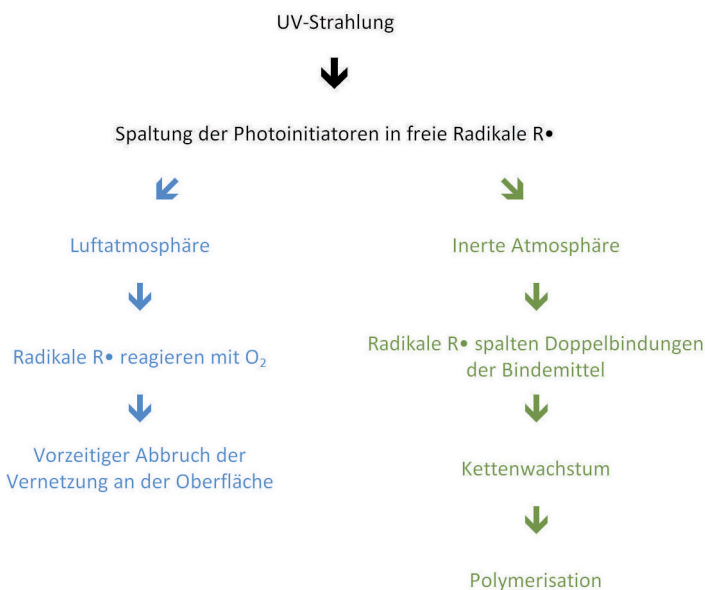 UV-Strahlung
Spaltung der Photoinitiatoren in freie Radikale R•
Luftatmosphäre
Radikale R• reagieren mit O₂
Vorzeitiger Abbruch der
Vernetzung an der Oberfläche
Inerte Atmosphäre
Radikale R• spalten Doppelbindungen
der Bindemittel
Kettenwachstum
Polymerisation